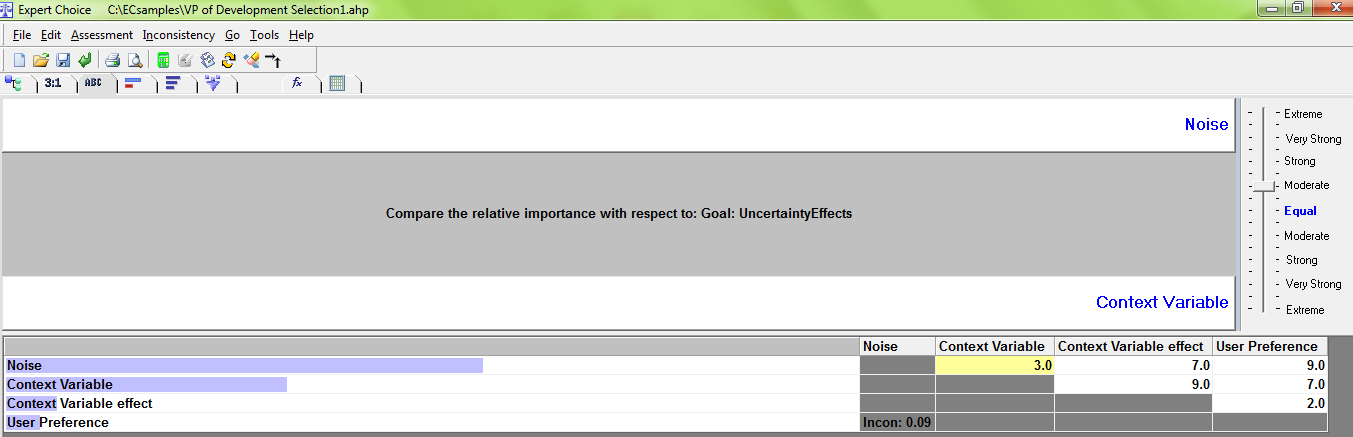 Expert Choice C:\ECsamples\VP of Development Selection1.ahp
File Edit Assessment Inconsistency Go Tools Help
3:1 ABC fx
Noise
Compare the relative importance with respect to: Goal: UncertaintyEffects
Context Variable
Extreme
Very Strong
Strong
Moderate
Equal
Moderate
Strong
Very Strong
Extreme
Noise Context Variable Context Variable effect User Preference
Noise 3.0 7.0 9.0
Context Variable 9.0 7.0
Context Variable effect 2.0
User Preference Incon: 0.09